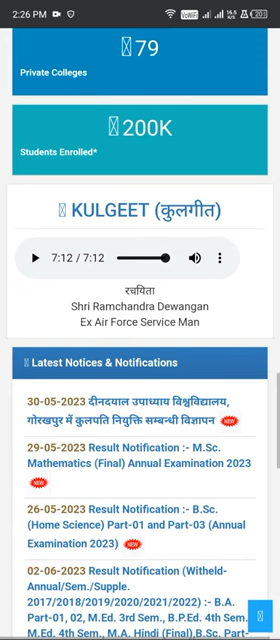 2:26 PM
VoWiFi
16.5 K/s
20
79
Private Colleges
200K
Students Enrolled*
KULGEET (कुलगीत)
7:12 / 7:12
रचयिता
Shri Ramchandra Dewangan
Ex Air Force Service Man
Latest Notices & Notifications
30-05-2023 दीनदयाल उपाध्याय विश्वविद्यालय,
गोरखपुर में कुलपति नियुक्ति सम्बन्धी विज्ञापन NEW
29-05-2023 Result Notification :- M.Sc.
Mathematics (Final) Annual Examination 2023
NEW
26-05-2023 Result Notification :- B.Sc.
(Home Science) Part-01 and Part-03 (Annual
Examination 2023) NEW
02-06-2023 Result Notification (Witheld-
Annual/Sem./Supple.
2017/2018/2019/2020/2021/2022) :- B.A.
Part-01, 02, M.Ed. 3rd Sem., B.P.Ed. 4th Sem.,
M.Ed. 4th Sem., M.A. Hindi (Final),B.Sc. Part-